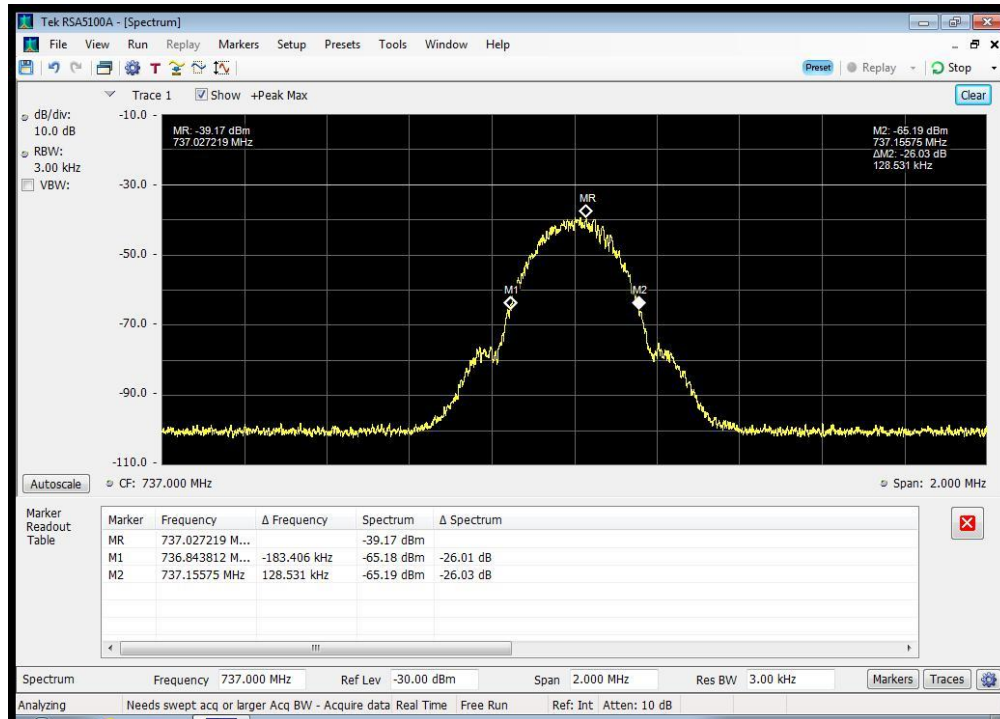 Tek RSA5100A - [Spectrum]
File View Run Replay Markers Setup Presets Tools Window Help
T Preset Replay Stop
Trace 1 Show +Peak Max Clear
dB/div:
10.0 dB
RBW:
3.00 kHz
VBW:
-10.0
-30.0
-50.0
-70.0
-90.0
-110.0
MR: -39.17 dBm
737.027219 MHz
M2: -65.19 dBm
737.15575 MHz
ΔM2: -26.03 dB
128.531 kHz
MR
M1
M2
Autoscale CF: 737.000 MHz Span: 2.000 MHz
Marker
Readout
Table
Marker Frequency Δ Frequency Spectrum Δ Spectrum
MR 737.027219 M... -39.17 dBm
M1 736.843812 M... -183.406 kHz -65.18 dBm -26.01 dB
M2 737.15575 MHz 128.531 kHz -65.19 dBm -26.03 dB
Spectrum Frequency 737.000 MHz Ref Lev -30.00 dBm Span 2.000 MHz Res BW 3.00 kHz Markers Traces
Analyzing Needs swept acq or larger Acq BW - Acquire data Real Time Free Run Ref: Int Atten: 10 dB